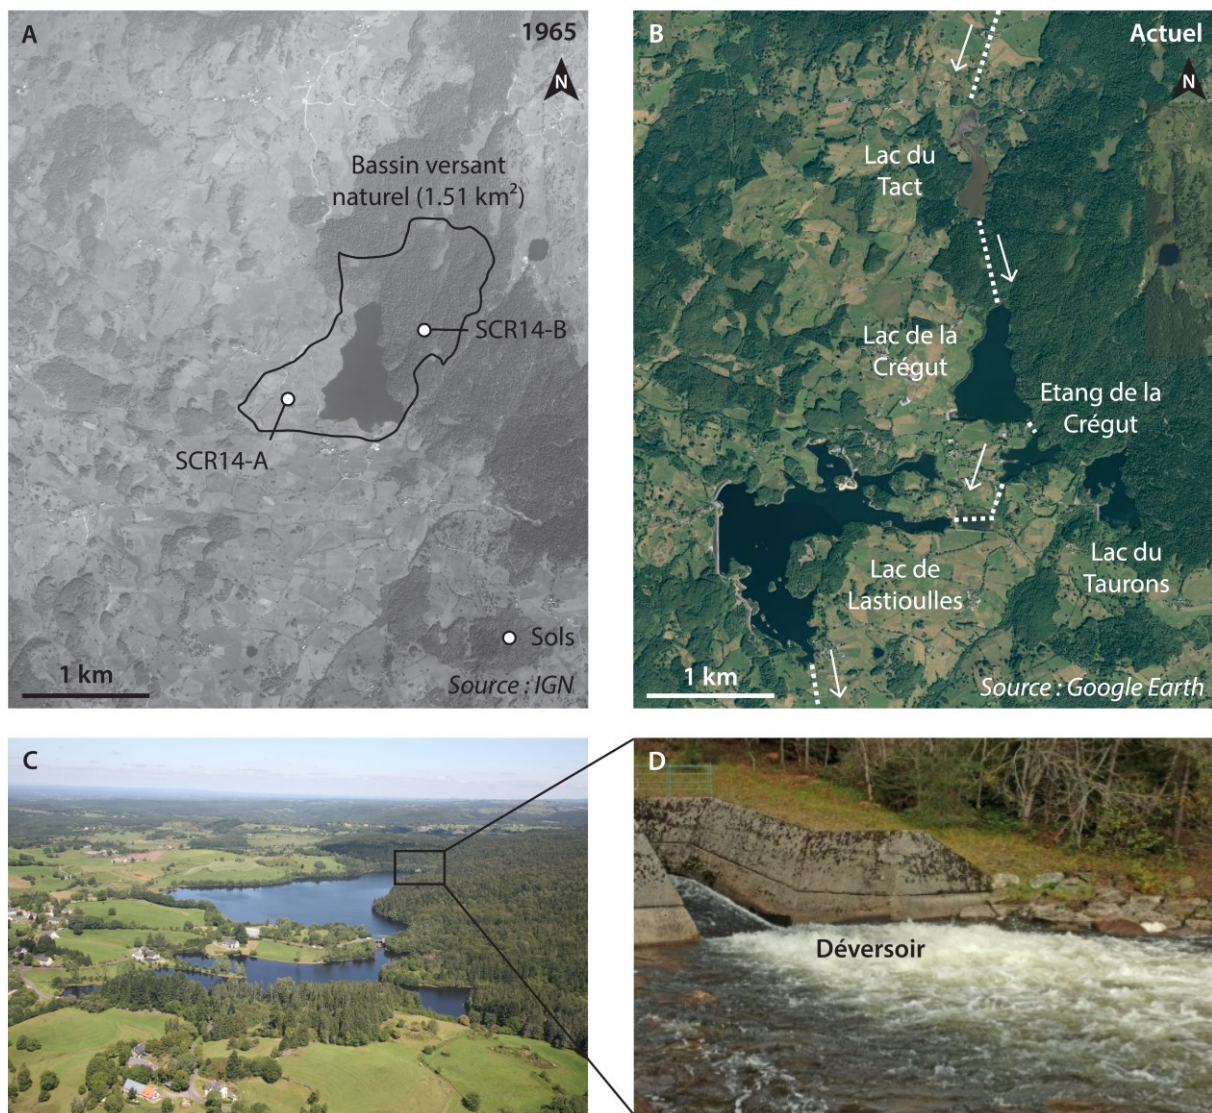 A
1965
N
Bassin versant
naturel (1.51 km²)
SCR14-B
SCR14-A
Sols
1 km
Source : IGN
B
Actuel
N
Lac du
Tact
Lac de la
Crégut
Etang de la
Crégut
Lac de
Lastioulles
Lac du
Taurons
1 km
Source : Google Earth
C
D
Déversoir